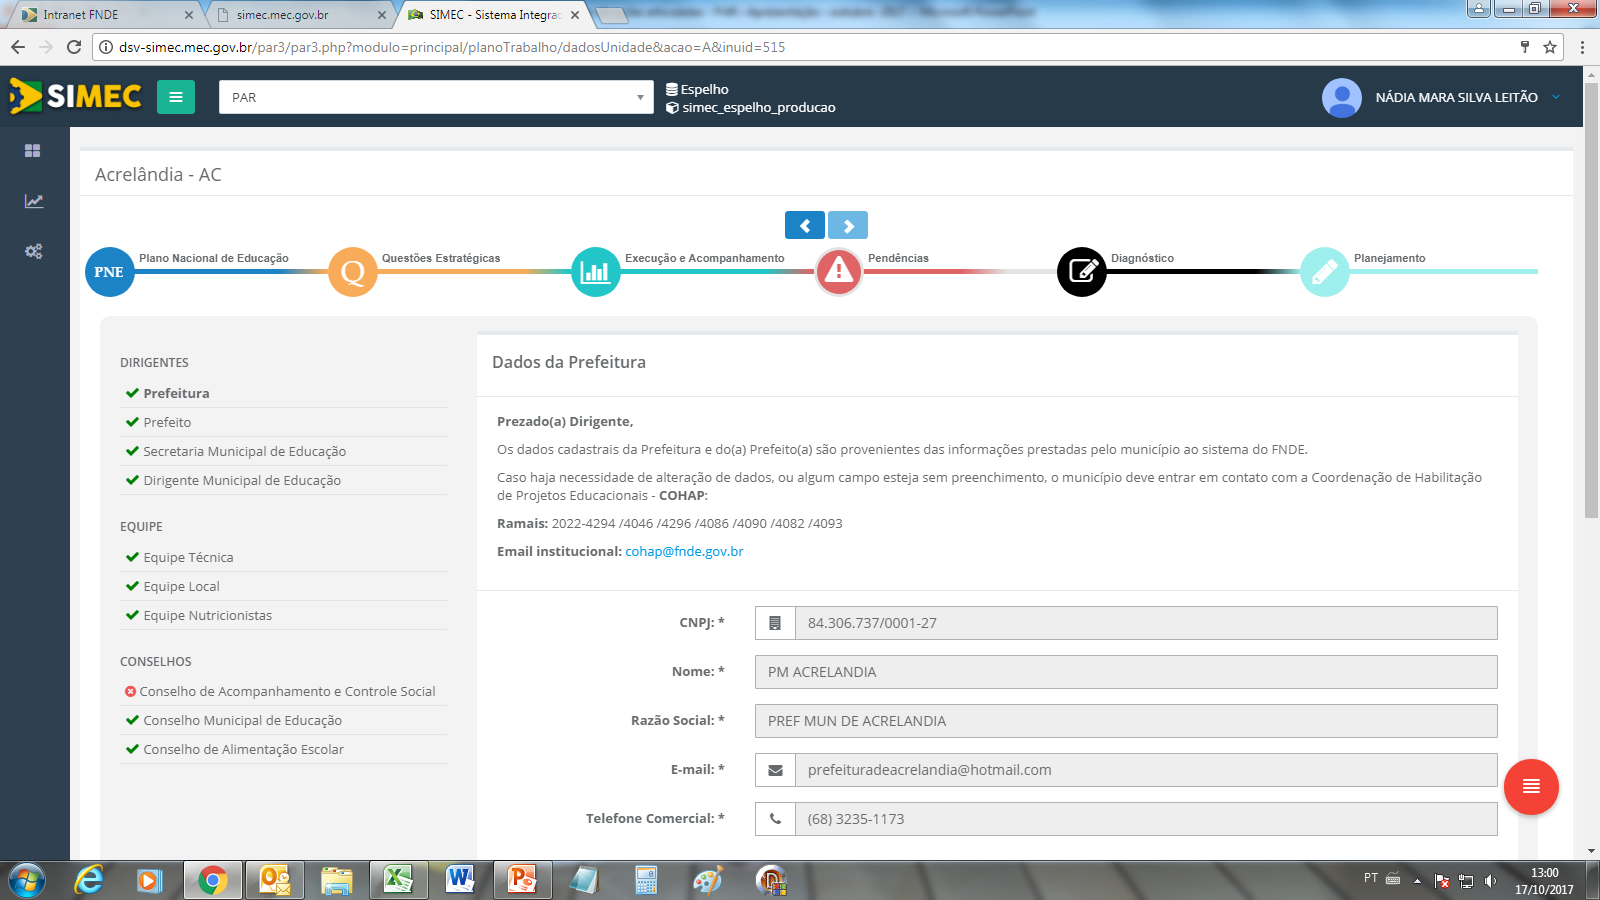 Intranet FNDE
simec.mec.gov.br
SIMEC - Sistema Integrac
dsv-simec.mec.gov.br/par3/par3.php?modulo=principal/planoTrabalho/dadosUnidade&acao=A&inuid=515
SIMEC
PAR
Espelho
simec_espelho_producao
NÁDIA MARA SILVA LEITÃO
Acrelândia - AC
PNE
Plano Nacional de Educação
Q
Questões Estratégicas
Execução e Acompanhamento
Pendências
Diagnóstico
Planejamento
DIRIGENTES
Prefeitura
Prefeito
Secretaria Municipal de Educação
Dirigente Municipal de Educação
EQUIPE
Equipe Técnica
Equipe Local
Equipe Nutricionistas
CONSELHOS
Conselho de Acompanhamento e Controle Social
Conselho Municipal de Educação
Conselho de Alimentação Escolar
Dados da Prefeitura
Prezado(a) Dirigente,
Os dados cadastrais da Prefeitura e do(a) Prefeito(a) são provenientes das informações prestadas pelo município ao sistema do FNDE.
Caso haja necessidade de alteração de dados, ou algum campo esteja sem preenchimento, o município deve entrar em contato com a Coordenação de Habilitação
de Projetos Educacionais - COHAP:
Ramais: 2022-4294 /4046 /4296 /4086 /4090 /4082 /4093
Email institucional: cohap@fnde.gov.br
CNPJ: * 84.306.737/0001-27
Nome: * PM ACRELANDIA
Razão Social: * PREF MUN DE ACRELANDIA
E-mail: * prefeituradeacrelandia@hotmail.com
Telefone Comercial: * (68) 3235-1173
PT
13:00
17/10/2017